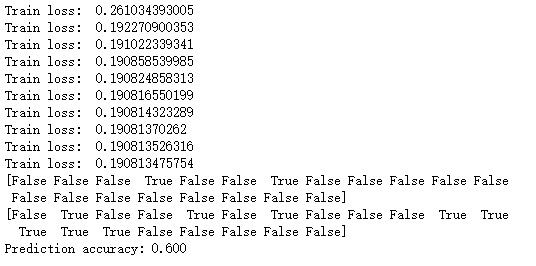 Train loss:  0.261034393005
Train loss:  0.192270900353
Train loss:  0.191022339341
Train loss:  0.190858539985
Train loss:  0.190824858313
Train loss:  0.190816550199
Train loss:  0.190814323289
Train loss:  0.19081370262
Train loss:  0.190813526316
Train loss:  0.190813475754
[False False False  True False False  True False False False False False
 False False False False False False False False]
[False  True False False  True False  True False False False  True  True
  True  True  True False False False False False]
Prediction accuracy: 0.600